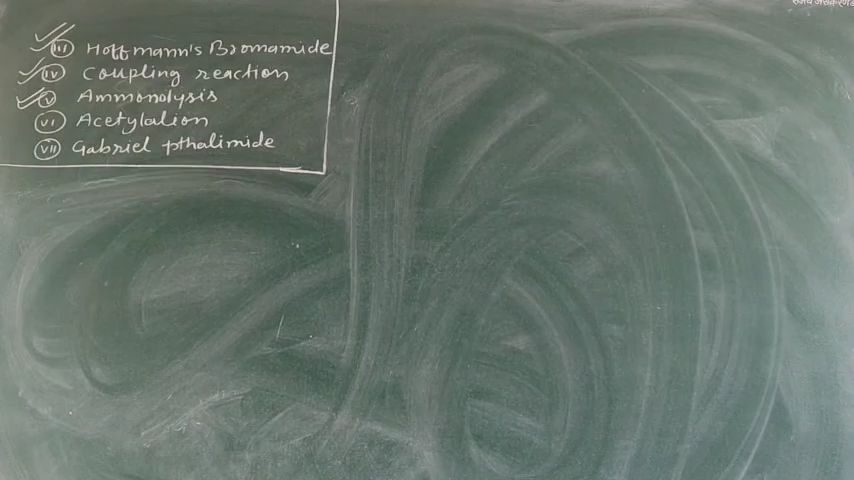 (iii) Hoffmann's Bromamide
(iv) Coupling reaction
(v) Ammonolysis
(vi) Acetylation
(vii) Gabriel pthalimide